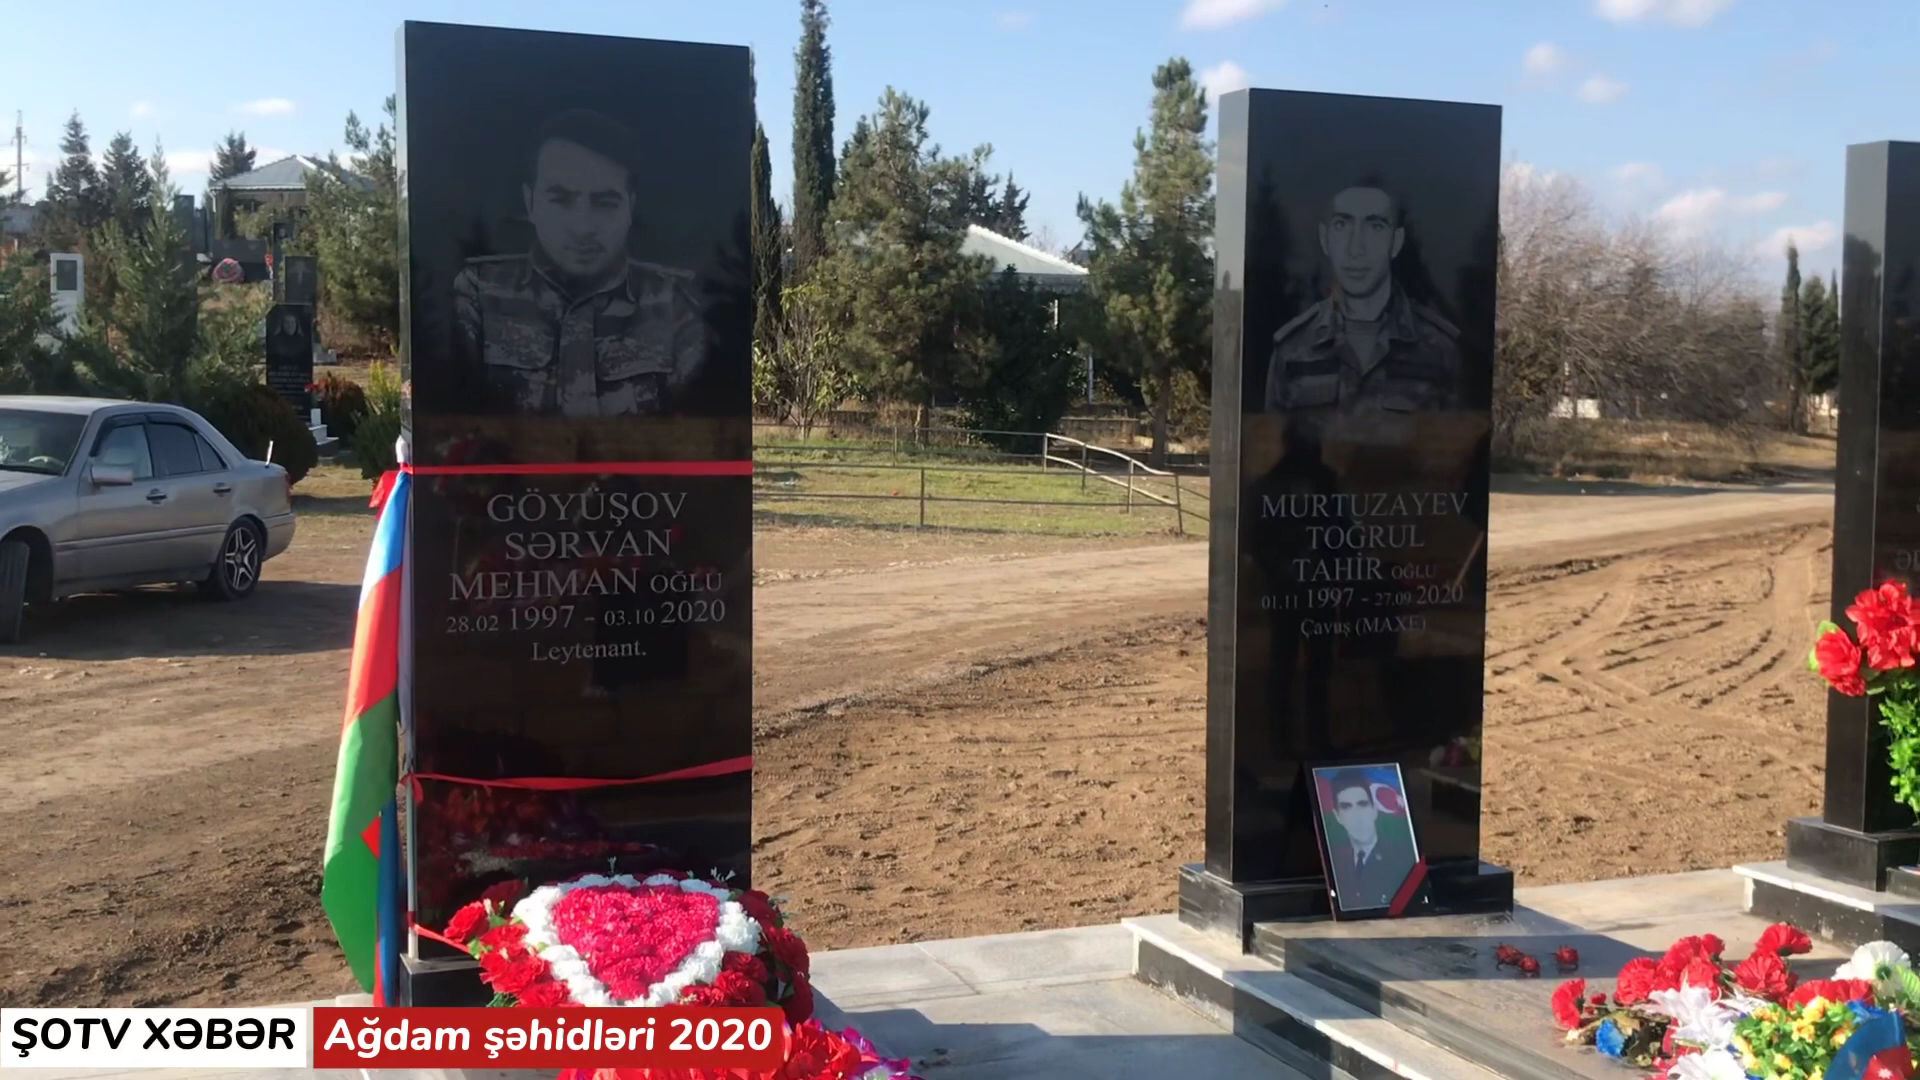 GÖYÜŞOV
SƏRVAN
MEHMAN OĞLU
28.02 1997 - 03.10 2020
Leytenant.
MURTUZAYEV
TOĞRUL
TAHİR OĞLU
01.11 1997 - 27.09 2020
Çavuş (MAXE)
ŞOTV XƏBƏR
Ağdam şəhidləri 2020